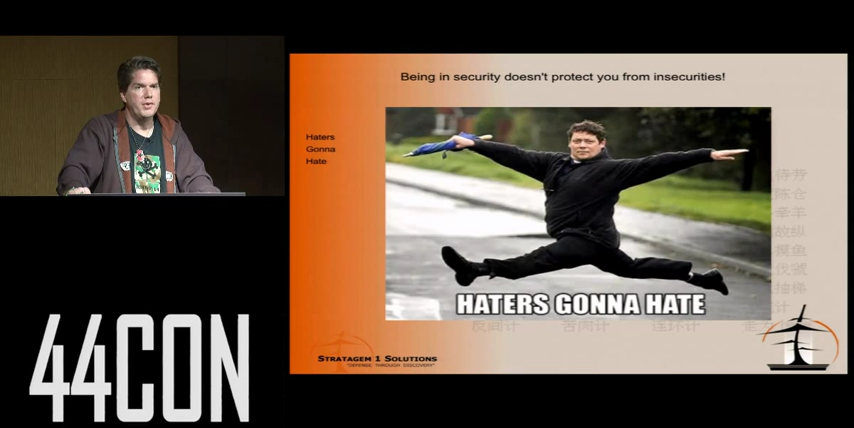 Being in security doesn't protect you from insecurities!
Haters
Gonna
Hate
HATERS GONNA HATE
STRATAGEM 1 SOLUTIONS
"DEFENSE THROUGH DISCOVERY"
44CON